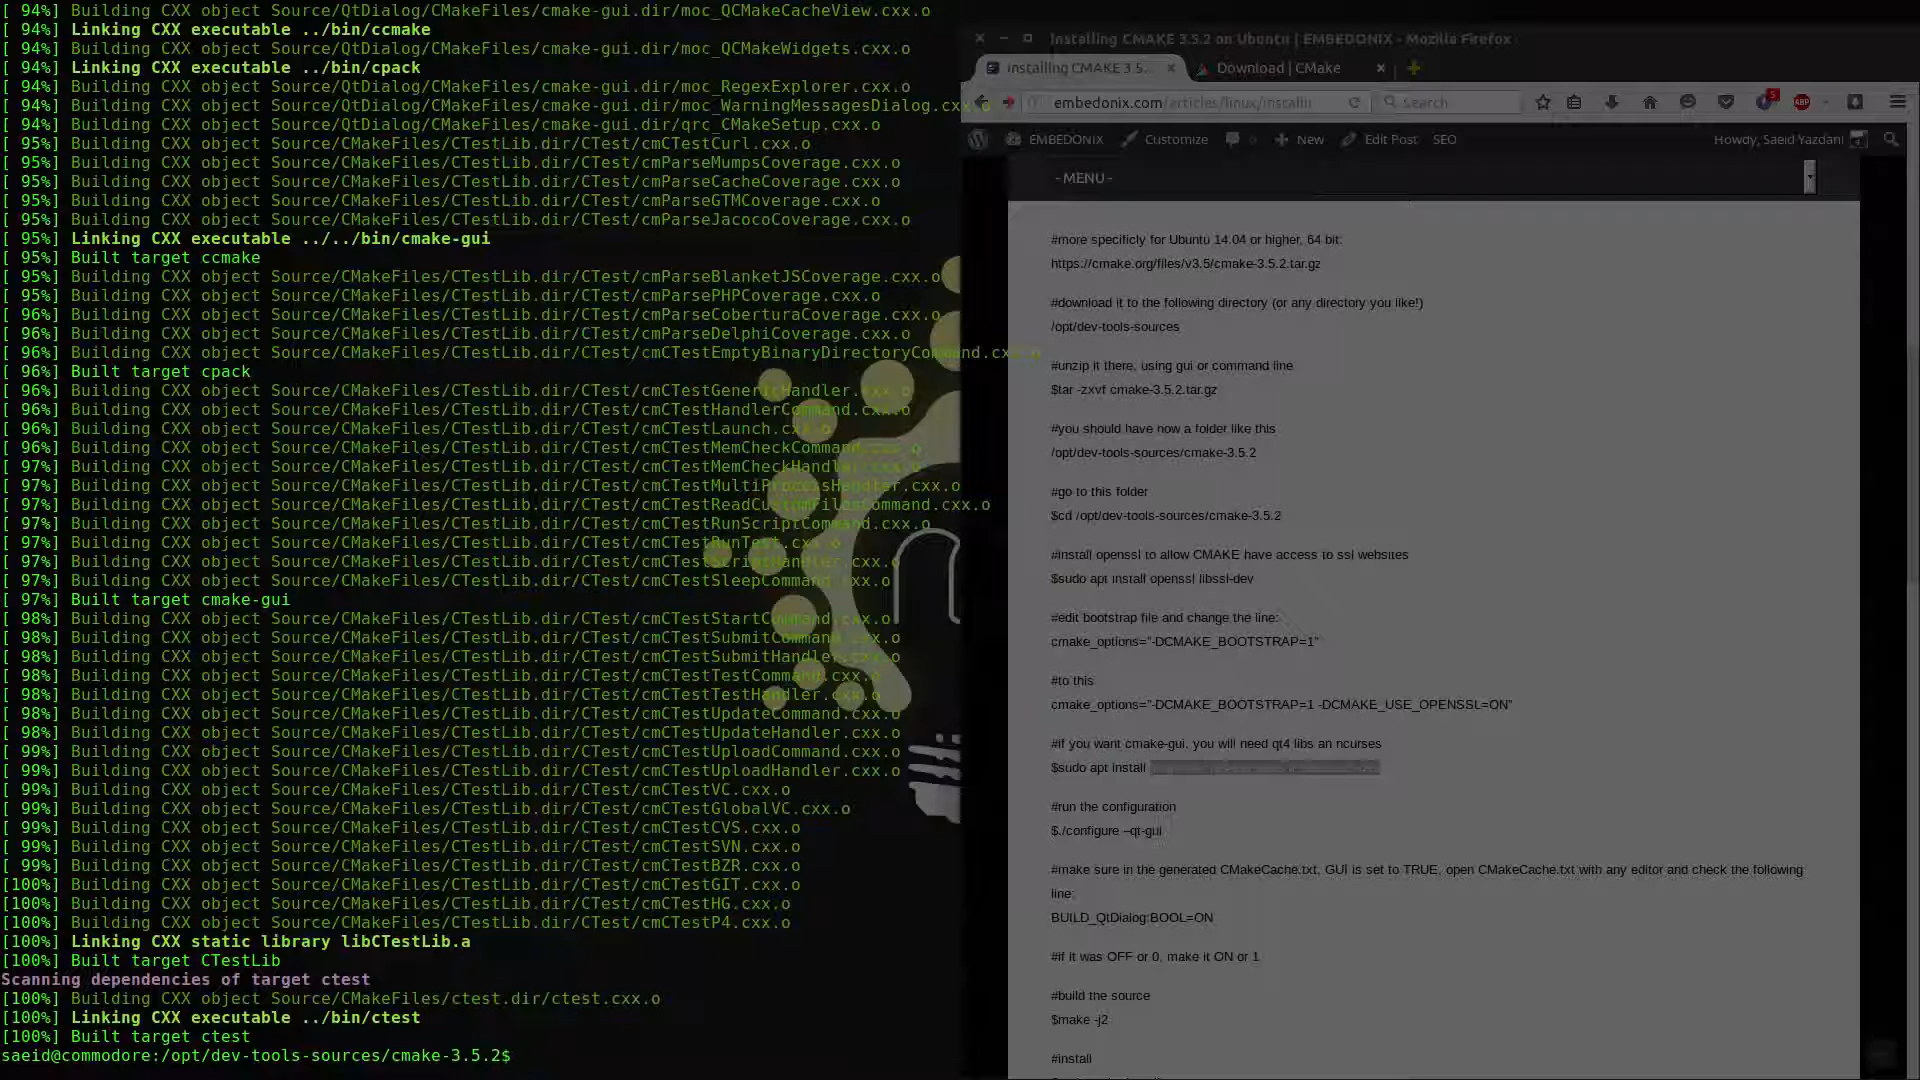 [ 94%] Building CXX object Source/QtDialog/CMakeFiles/cmake-gui.dir/moc_QCMakeCacheView.cxx.o
[ 94%] Linking CXX executable ../bin/ccmake
[ 94%] Building CXX object Source/QtDialog/CMakeFiles/cmake-gui.dir/moc_QCMakeWidgets.cxx.o
[ 94%] Linking CXX executable ../bin/cpack
[ 94%] Building CXX object Source/QtDialog/CMakeFiles/cmake-gui.dir/moc_RegexExplorer.cxx.o
[ 94%] Building CXX object Source/QtDialog/CMakeFiles/cmake-gui.dir/moc_WarningMessagesDialog.cxx.o
[ 94%] Building CXX object Source/QtDialog/CMakeFiles/cmake-gui.dir/qrc_CMakeSetup.cxx.o
[ 95%] Building CXX object Source/CMakeFiles/CTestLib.dir/CTest/cmCTestCurl.cxx.o
[ 95%] Building CXX object Source/CMakeFiles/CTestLib.dir/CTest/cmParseMumpsCoverage.cxx.o
[ 95%] Building CXX object Source/CMakeFiles/CTestLib.dir/CTest/cmParseCacheCoverage.cxx.o
[ 95%] Building CXX object Source/CMakeFiles/CTestLib.dir/CTest/cmParseGTMCoverage.cxx.o
[ 95%] Building CXX object Source/CMakeFiles/CTestLib.dir/CTest/cmParseJacocoCoverage.cxx.o
[ 95%] Linking CXX executable ../../bin/cmake-gui
[ 95%] Built target ccmake
[ 95%] Building CXX object Source/CMakeFiles/CTestLib.dir/CTest/cmParseBlanketJSCoverage.cxx.o
[ 95%] Building CXX object Source/CMakeFiles/CTestLib.dir/CTest/cmParsePHPCoverage.cxx.o
[ 96%] Building CXX object Source/CMakeFiles/CTestLib.dir/CTest/cmParseCoberturaCoverage.cxx.o
[ 96%] Building CXX object Source/CMakeFiles/CTestLib.dir/CTest/cmParseDelphiCoverage.cxx.o
[ 96%] Building CXX object Source/CMakeFiles/CTestLib.dir/CTest/cmCTestEmptyBinaryDirectoryCommand.cxx.o
[ 96%] Built target cpack
[ 96%] Building CXX object Source/CMakeFiles/CTestLib.dir/CTest/cmCTestGenericHandler.cxx.o
[ 96%] Building CXX object Source/CMakeFiles/CTestLib.dir/CTest/cmCTestHandlerCommand.cxx.o
[ 96%] Building CXX object Source/CMakeFiles/CTestLib.dir/CTest/cmCTestLaunch.cxx.o
[ 96%] Building CXX object Source/CMakeFiles/CTestLib.dir/CTest/cmCTestMemCheckCommand.cxx.o
[ 97%] Building CXX object Source/CMakeFiles/CTestLib.dir/CTest/cmCTestMemCheckHandler.cxx.o
[ 97%] Building CXX object Source/CMakeFiles/CTestLib.dir/CTest/cmCTestMultiProcessHandler.cxx.o
[ 97%] Building CXX object Source/CMakeFiles/CTestLib.dir/CTest/cmCTestReadCustomFilesCommand.cxx.o
[ 97%] Building CXX object Source/CMakeFiles/CTestLib.dir/CTest/cmCTestRunScriptCommand.cxx.o
[ 97%] Building CXX object Source/CMakeFiles/CTestLib.dir/CTest/cmCTestRunTest.cxx.o
[ 97%] Building CXX object Source/CMakeFiles/CTestLib.dir/CTest/cmCTestScriptHandler.cxx.o
[ 97%] Building CXX object Source/CMakeFiles/CTestLib.dir/CTest/cmCTestSleepCommand.cxx.o
[ 97%] Built target cmake-gui
[ 98%] Building CXX object Source/CMakeFiles/CTestLib.dir/CTest/cmCTestStartCommand.cxx.o
[ 98%] Building CXX object Source/CMakeFiles/CTestLib.dir/CTest/cmCTestSubmitCommand.cxx.o
[ 98%] Building CXX object Source/CMakeFiles/CTestLib.dir/CTest/cmCTestSubmitHandler.cxx.o
[ 98%] Building CXX object Source/CMakeFiles/CTestLib.dir/CTest/cmCTestTestCommand.cxx.o
[ 98%] Building CXX object Source/CMakeFiles/CTestLib.dir/CTest/cmCTestTestHandler.cxx.o
[ 98%] Building CXX object Source/CMakeFiles/CTestLib.dir/CTest/cmCTestUpdateCommand.cxx.o
[ 98%] Building CXX object Source/CMakeFiles/CTestLib.dir/CTest/cmCTestUpdateHandler.cxx.o
[ 99%] Building CXX object Source/CMakeFiles/CTestLib.dir/CTest/cmCTestUploadCommand.cxx.o
[ 99%] Building CXX object Source/CMakeFiles/CTestLib.dir/CTest/cmCTestUploadHandler.cxx.o
[ 99%] Building CXX object Source/CMakeFiles/CTestLib.dir/CTest/cmCTestVC.cxx.o
[ 99%] Building CXX object Source/CMakeFiles/CTestLib.dir/CTest/cmCTestGlobalVC.cxx.o
[ 99%] Building CXX object Source/CMakeFiles/CTestLib.dir/CTest/cmCTestCVS.cxx.o
[ 99%] Building CXX object Source/CMakeFiles/CTestLib.dir/CTest/cmCTestSVN.cxx.o
[ 99%] Building CXX object Source/CMakeFiles/CTestLib.dir/CTest/cmCTestBZR.cxx.o
[100%] Building CXX object Source/CMakeFiles/CTestLib.dir/CTest/cmCTestGIT.cxx.o
[100%] Building CXX object Source/CMakeFiles/CTestLib.dir/CTest/cmCTestHG.cxx.o
[100%] Building CXX object Source/CMakeFiles/CTestLib.dir/CTest/cmCTestP4.cxx.o
[100%] Linking CXX static library libCTestLib.a
[100%] Built target CTestLib
Scanning dependencies of target ctest
[100%] Building CXX object Source/CMakeFiles/ctest.dir/ctest.cxx.o
[100%] Linking CXX executable ../bin/ctest
[100%] Built target ctest
saeid@commodore:/opt/dev-tools-sources/cmake-3.5.2$
Installing CMAKE 3.5.2 on Ubuntu | EMBEDONIX - Mozilla Firefox
Installing CMAKE 3.5...
Download | CMake
embedonix.com/articles/linux/installi
Search
5
ABP
EMBEDONIX
Customize
0
New
Edit Post
SEO
Howdy, Saeid Yazdani
- MENU -
#more specificly for Ubuntu 14.04 or higher, 64 bit:
https://cmake.org/files/v3.5/cmake-3.5.2.tar.gz
#download it to the following directory (or any directory you like!)
/opt/dev-tools-sources
#unzip it there, using gui or command line
$tar -zxvf cmake-3.5.2.tar.gz
#you should have now a folder like this
/opt/dev-tools-sources/cmake-3.5.2
#go to this folder
$cd /opt/dev-tools-sources/cmake-3.5.2
#install openssl to allow CMAKE have access to ssl websites
$sudo apt install openssl libssl-dev
#edit bootstrap file and change the line:
cmake_options="-DCMAKE_BOOTSTRAP=1"
#to this
cmake_options="-DCMAKE_BOOTSTRAP=1 -DCMAKE_USE_OPENSSL=ON"
#if you want cmake-gui, you will need qt4 libs an ncurses
$sudo apt install
#run the configuration
$./configure –qt-gui
#make sure in the generated CMakeCache.txt, GUI is set to TRUE, open CMakeCache.txt with any editor and check the following
line:
BUILD_QtDialog:BOOL=ON
#if it was OFF or 0, make it ON or 1
#build the source
$make -j2
#install